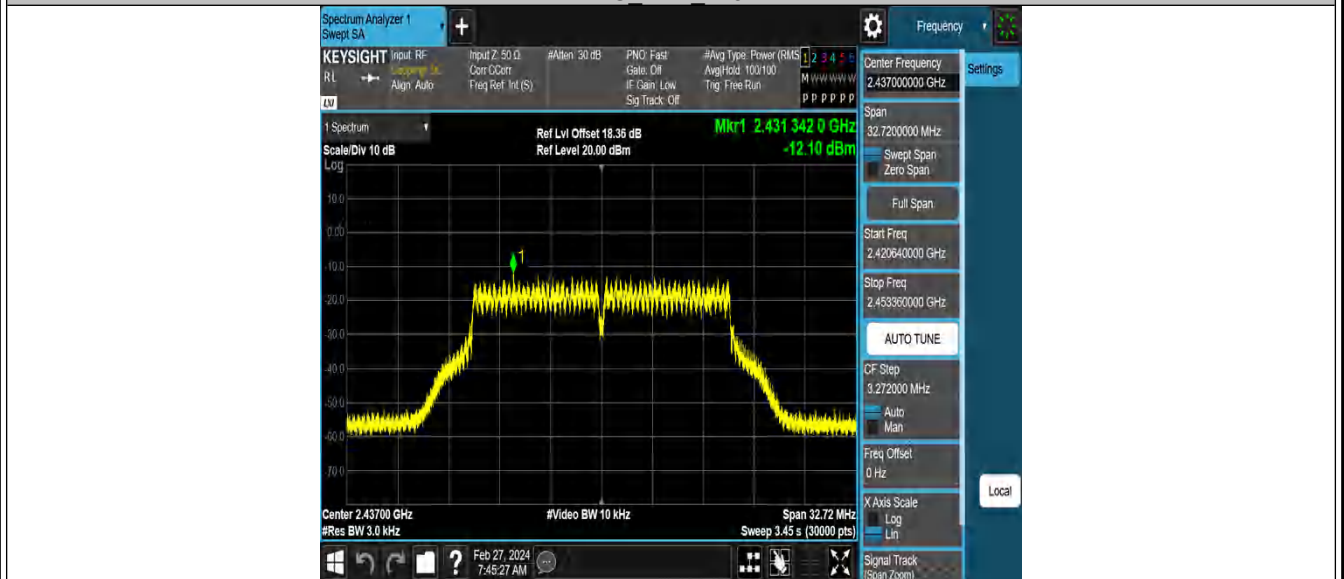 Spectrum Analyzer 1
Swept SA
Frequency
KEYSIGHT
RL
LXI
Input: RF
Align: Auto
Input Z: 50 Ω
Corr CCorr
Freq Ref: Int (S)
#Atten: 30 dB
PNO: Fast
Gate: Off
IF Gain: Low
Sig Track: Off
#Avg Type: Power (RMS
Avg|Hold: 100/100
Trig: Free Run
1 2 3 4 5 6
M W W W W W
P P P P P P
1 Spectrum
Scale/Div 10 dB
Ref Lvl Offset 18.36 dB
Ref Level 20.00 dBm
Mkr1 2.431 342 0 GHz
-12.10 dBm
Log
10.0
0.00
-10.0
-20.0
-30.0
-40.0
-50.0
-60.0
-70.0
1
Center 2.43700 GHz
#Res BW 3.0 kHz
#Video BW 10 kHz
Span 32.72 MHz
Sweep 3.45 s (30000 pts)
Feb 27, 2024
7:45:27 AM
Center Frequency
2.437000000 GHz
Span
32.7200000 MHz
Swept Span
Zero Span
Full Span
Start Freq
2.420640000 GHz
Stop Freq
2.453360000 GHz
AUTO TUNE
CF Step
3.272000 MHz
Auto
Man
Freq Offset
0 Hz
X Axis Scale
Log
Lin
Signal Track
(Span Zoom)
Settings
Local